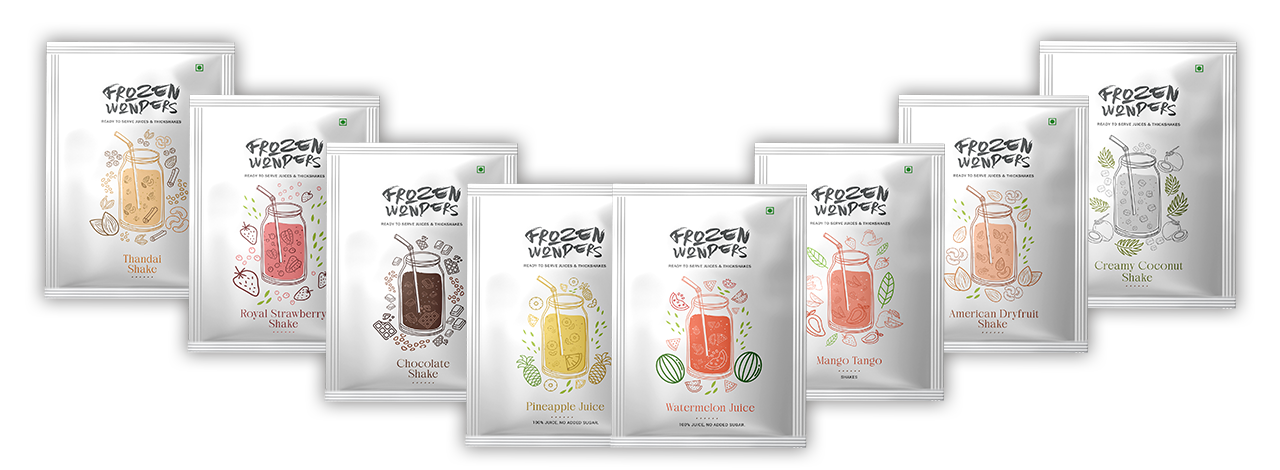 FROZEN
WONDERS
READY TO SERVE JUICES & THICKSHAKES
Thandai
Shake
FROZEN
WONDERS
READY TO SERVE JUICES & THICKSHAKES
Royal Strawberry
Shake
FROZEN
WONDERS
READY TO SERVE JUICES & THICKSHAKES
Chocolate
Shake
FROZEN
WONDERS
READY TO SERVE JUICES & THICKSHAKES
Pineapple Juice
100% JUICE, NO ADDED SUGAR.
FROZEN
WONDERS
READY TO SERVE JUICES & THICKSHAKES
Watermelon Juice
100% JUICE, NO ADDED SUGAR.
FROZEN
WONDERS
READY TO SERVE JUICES & THICKSHAKES
Mango Tango
SHAKES
FROZEN
WONDERS
READY TO SERVE JUICES & THICKSHAKES
American Dryfruit
Shake
FROZEN
WONDERS
READY TO SERVE JUICES & THICKSHAKES
Creamy Coconut
Shake